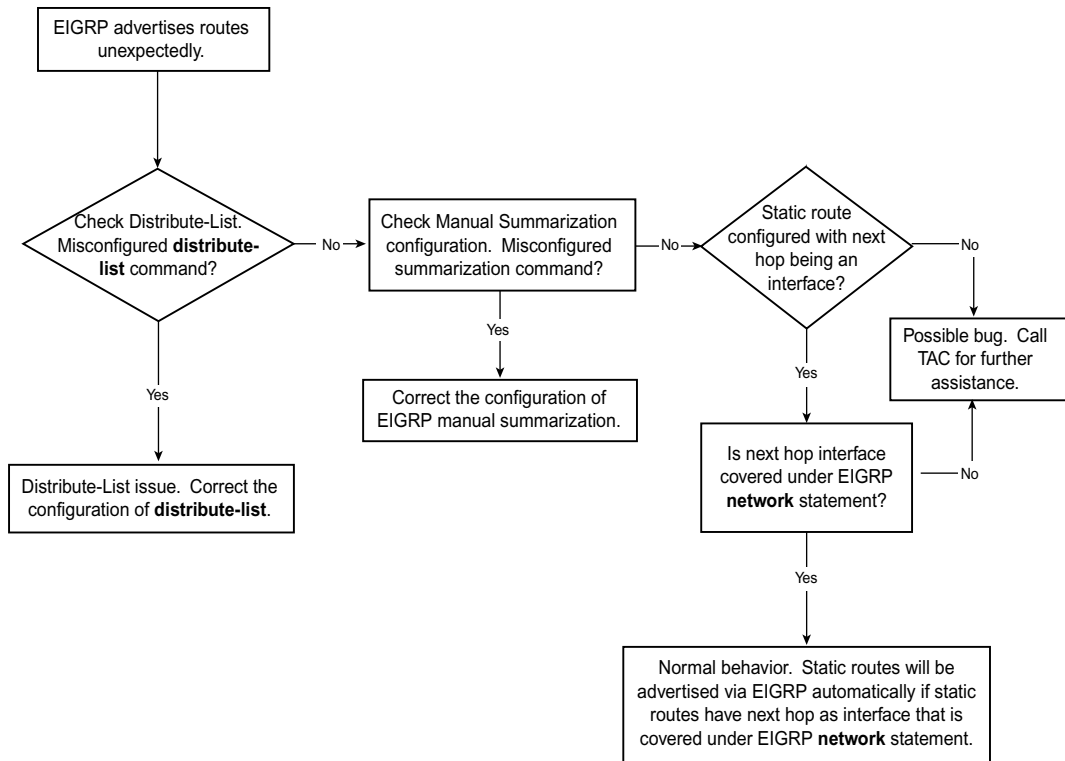 EIGRP advertises routes
unexpectedly.
Check Distribute-List.
Misconfigured distribute-
list command?
No
Check Manual Summarization
configuration. Misconfigured
summarization command?
No
Static route
configured with next
hop being an
interface?
No
Possible bug. Call
TAC for further
assistance.
Yes
Yes
Yes
Correct the configuration of
EIGRP manual summarization.
Is next hop interface
covered under EIGRP
network statement?
No
Distribute-List issue. Correct the
configuration of distribute-list.
Yes
Normal behavior. Static routes will be
advertised via EIGRP automatically if static
routes have next hop as interface that is
covered under EIGRP network statement.